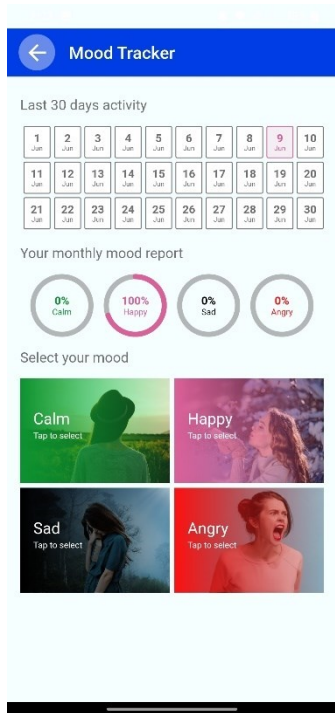 Mood Tracker
Last 30 days activity
1 2 3 4 5 6 7 8 9 10
Jun Jun Jun Jun Jun Jun Jun Jun Jun Jun
11 12 13 14 15 16 17 18 19 20
Jun Jun Jun Jun Jun Jun Jun Jun Jun Jun
21 22 23 24 25 26 27 28 29 30
Jun Jun Jun Jun Jun Jun Jun Jun Jun Jun
Your monthly mood report
0% 100% 0% 0%
Calm Happy Sad Angry
Select your mood
Calm Happy
Tap to select Tap to select
Sad Angry
Tap to select Tap to select